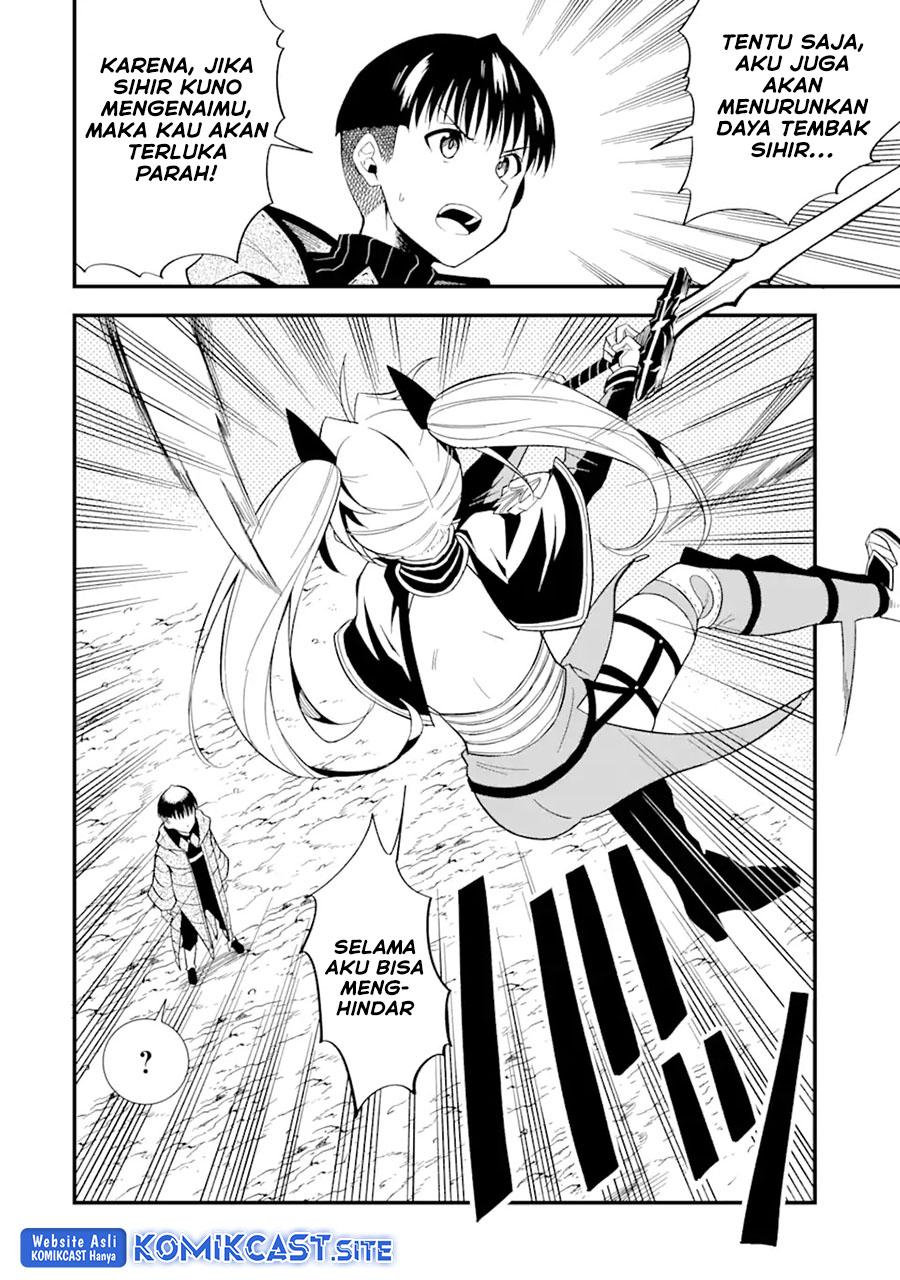 TENTU SAJA,
AKU JUGA
AKAN
MENURUNKAN
DAYA TEMBAK
SIHIR...
KARENA, JIKA
SIHIR KUNO
MENGENAIMU,
MAKA KAU AKAN
TERLUKA
PARAH!
SELAMA
AKU BISA
MENG-
HINDAR
?
Website Asli
KOMIKCAST Hanya
KOMIKCAST.SITE